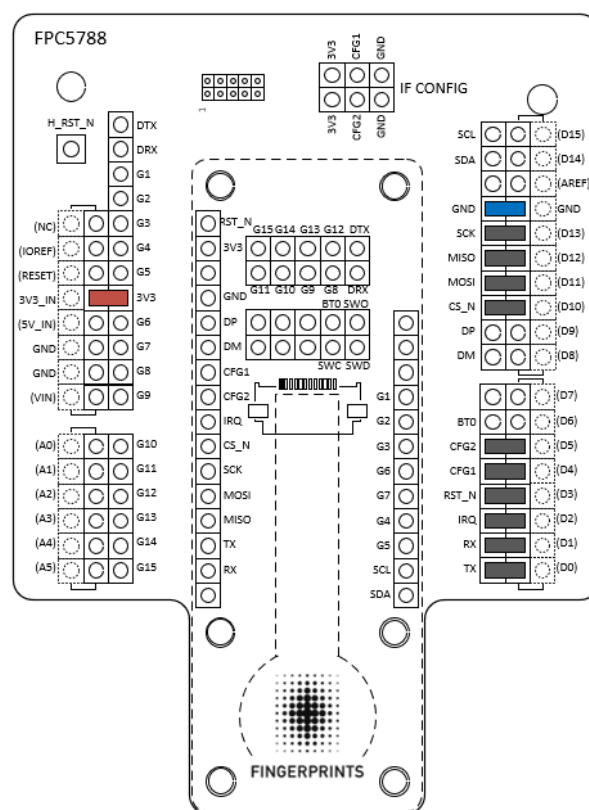 FPC5788
3V3 CFG1 GND
IF CONFIG
3V3 CFG2 GND
1
H_RST_N
DTX
DRX
G1
G2
(NC) G3
(IOREF) G4
(RESET) G5
3V3_IN 3V3
(5V_IN) G6
GND G7
GND G8
(VIN) G9
(A0) G10
(A1) G11
(A2) G12
(A3) G13
(A4) G14
(A5) G15
RST_N
3V3
GND
DP
DM
CFG1
CFG2
IRQ
CS_N
SCK
MOSI
MISO
TX
RX
G15 G14 G13 G12 DTX
G11 G10 G9 G8 DRX
BT0 SWO
SWC SWD
G1
G2
G3
G6
G7
G4
G5
SCL
SDA
SCL (D15)
SDA (D14)
(AREF)
GND GND
SCK (D13)
MISO (D12)
MOSI (D11)
CS_N (D10)
DP (D9)
DM (D8)
(D7)
BT0 (D6)
CFG2 (D5)
CFG1 (D4)
RST_N (D3)
IRQ (D2)
RX (D1)
TX (D0)
FINGERPRINTS